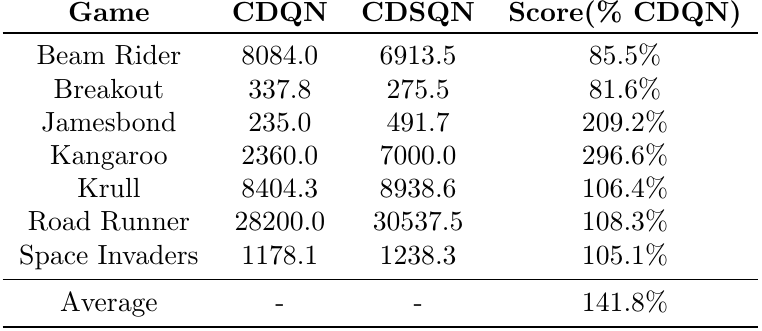 Game CDQN CDSQN Score(% CDQN)
Beam Rider 8084.0 6913.5 85.5%
Breakout 337.8 275.5 81.6%
Jamesbond 235.0 491.7 209.2%
Kangaroo 2360.0 7000.0 296.6%
Krull 8404.3 8938.6 106.4%
Road Runner 28200.0 30537.5 108.3%
Space Invaders 1178.1 1238.3 105.1%
Average - - 141.8%